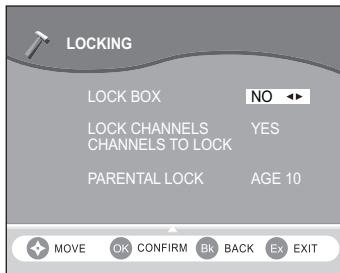 LOCKING
LOCK BOX NO
LOCK CHANNELS YES
CHANNELS TO LOCK
PARENTAL LOCK AGE 10
MOVE OK CONFIRM Bk BACK Ex EXIT